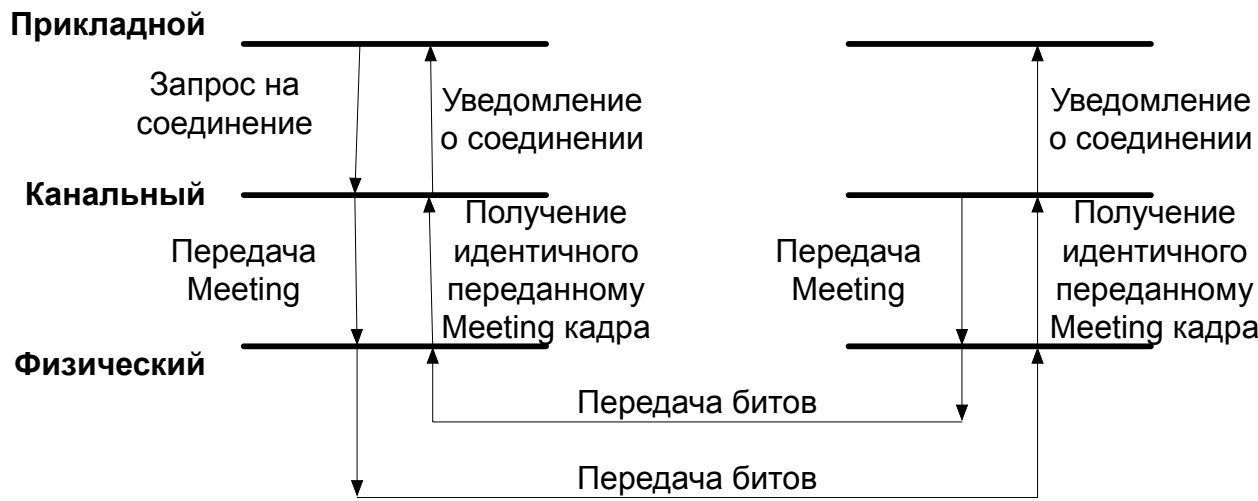 Прикладной
Запрос на
соединение
Уведомление
о соединении
Уведомление
о соединении
Канальный
Передача
Meeting
Получение
идентичного
переданному
Meeting кадра
Передача
Meeting
Получение
идентичного
переданному
Meeting кадра
Физический
Передача битов
Передача битов